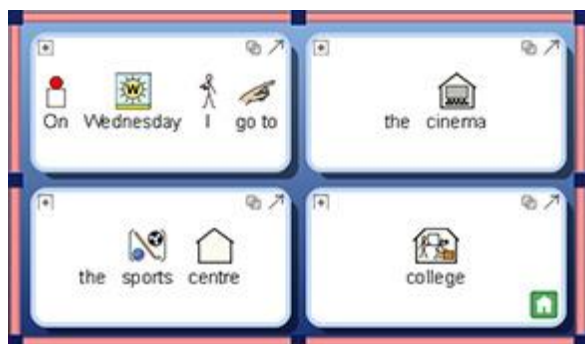 On Wednesday I go to
the cinema
the sports centre
college